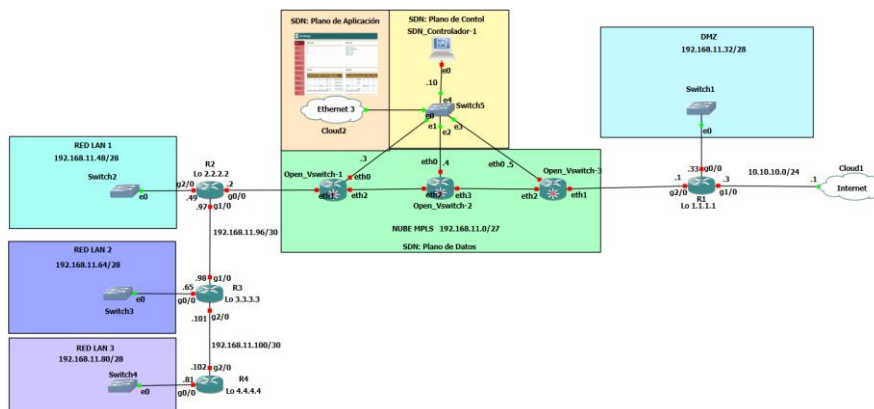 SDN: Plano de Aplicación
SDN: Plano de Contol
SDN_Controlador-1
e0
.10
e4
Switch5
e0
e1
e2
e3
Ethernet 3
Cloud2
DMZ
192.168.11.32/28
Switch1
e0
.33
g0/0
.1
g2/0
R1
Lo 1.1.1.1
.3
g1/0
10.10.10.0/24
.1
Cloud1
Internet
RED LAN 1
192.168.11.48/28
Switch2
e0
g2/0
.49
R2
Lo 2.2.2.2
.2
g0/0
.97
g1/0
192.168.11.96/30
.3
Open_Vswitch-1
eth0
eth1
eth2
eth0
.4
eth2
eth3
Open_Vswitch-2
eth0
.5
Open_Vswitch-3
eth2
eth1
NUBE MPLS 192.168.11.0/27
SDN: Plano de Datos
RED LAN 2
192.168.11.64/28
Switch3
e0
.65
g0/0
.98
g1/0
R3
Lo 3.3.3.3
g2/0
.101
192.168.11.100/30
RED LAN 3
192.168.11.80/28
Switch4
e0
.81
g0/0
.102
g2/0
R4
Lo 4.4.4.4